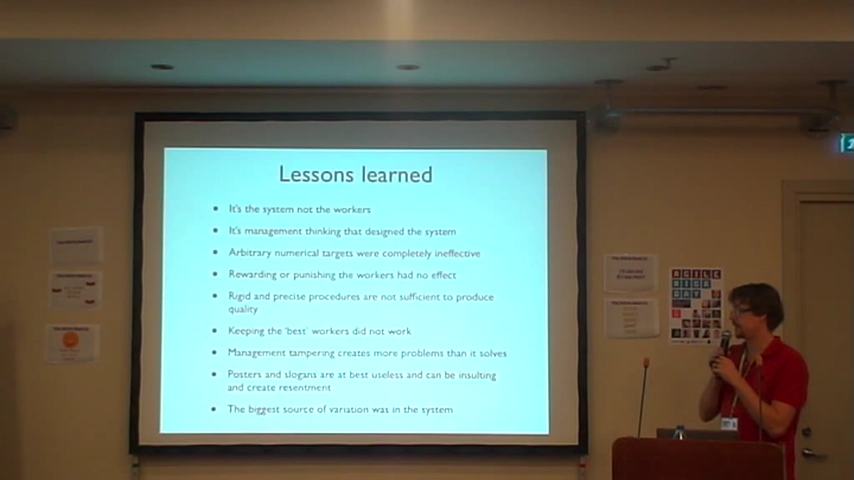 Lessons learned
• It's the system not the workers
• It's management thinking that designed the system
• Arbitrary numerical targets were completely ineffective
• Rewarding or punishing the workers had no effect
• Rigid and precise procedures are not sufficient to produce
quality
• Keeping the 'best' workers did not work
• Management tampering creates more problems than it solves
• Posters and slogans are at best useless and can be insulting
and create resentment
• The biggest source of variation was in the system
AGILE
RIGA
DAY